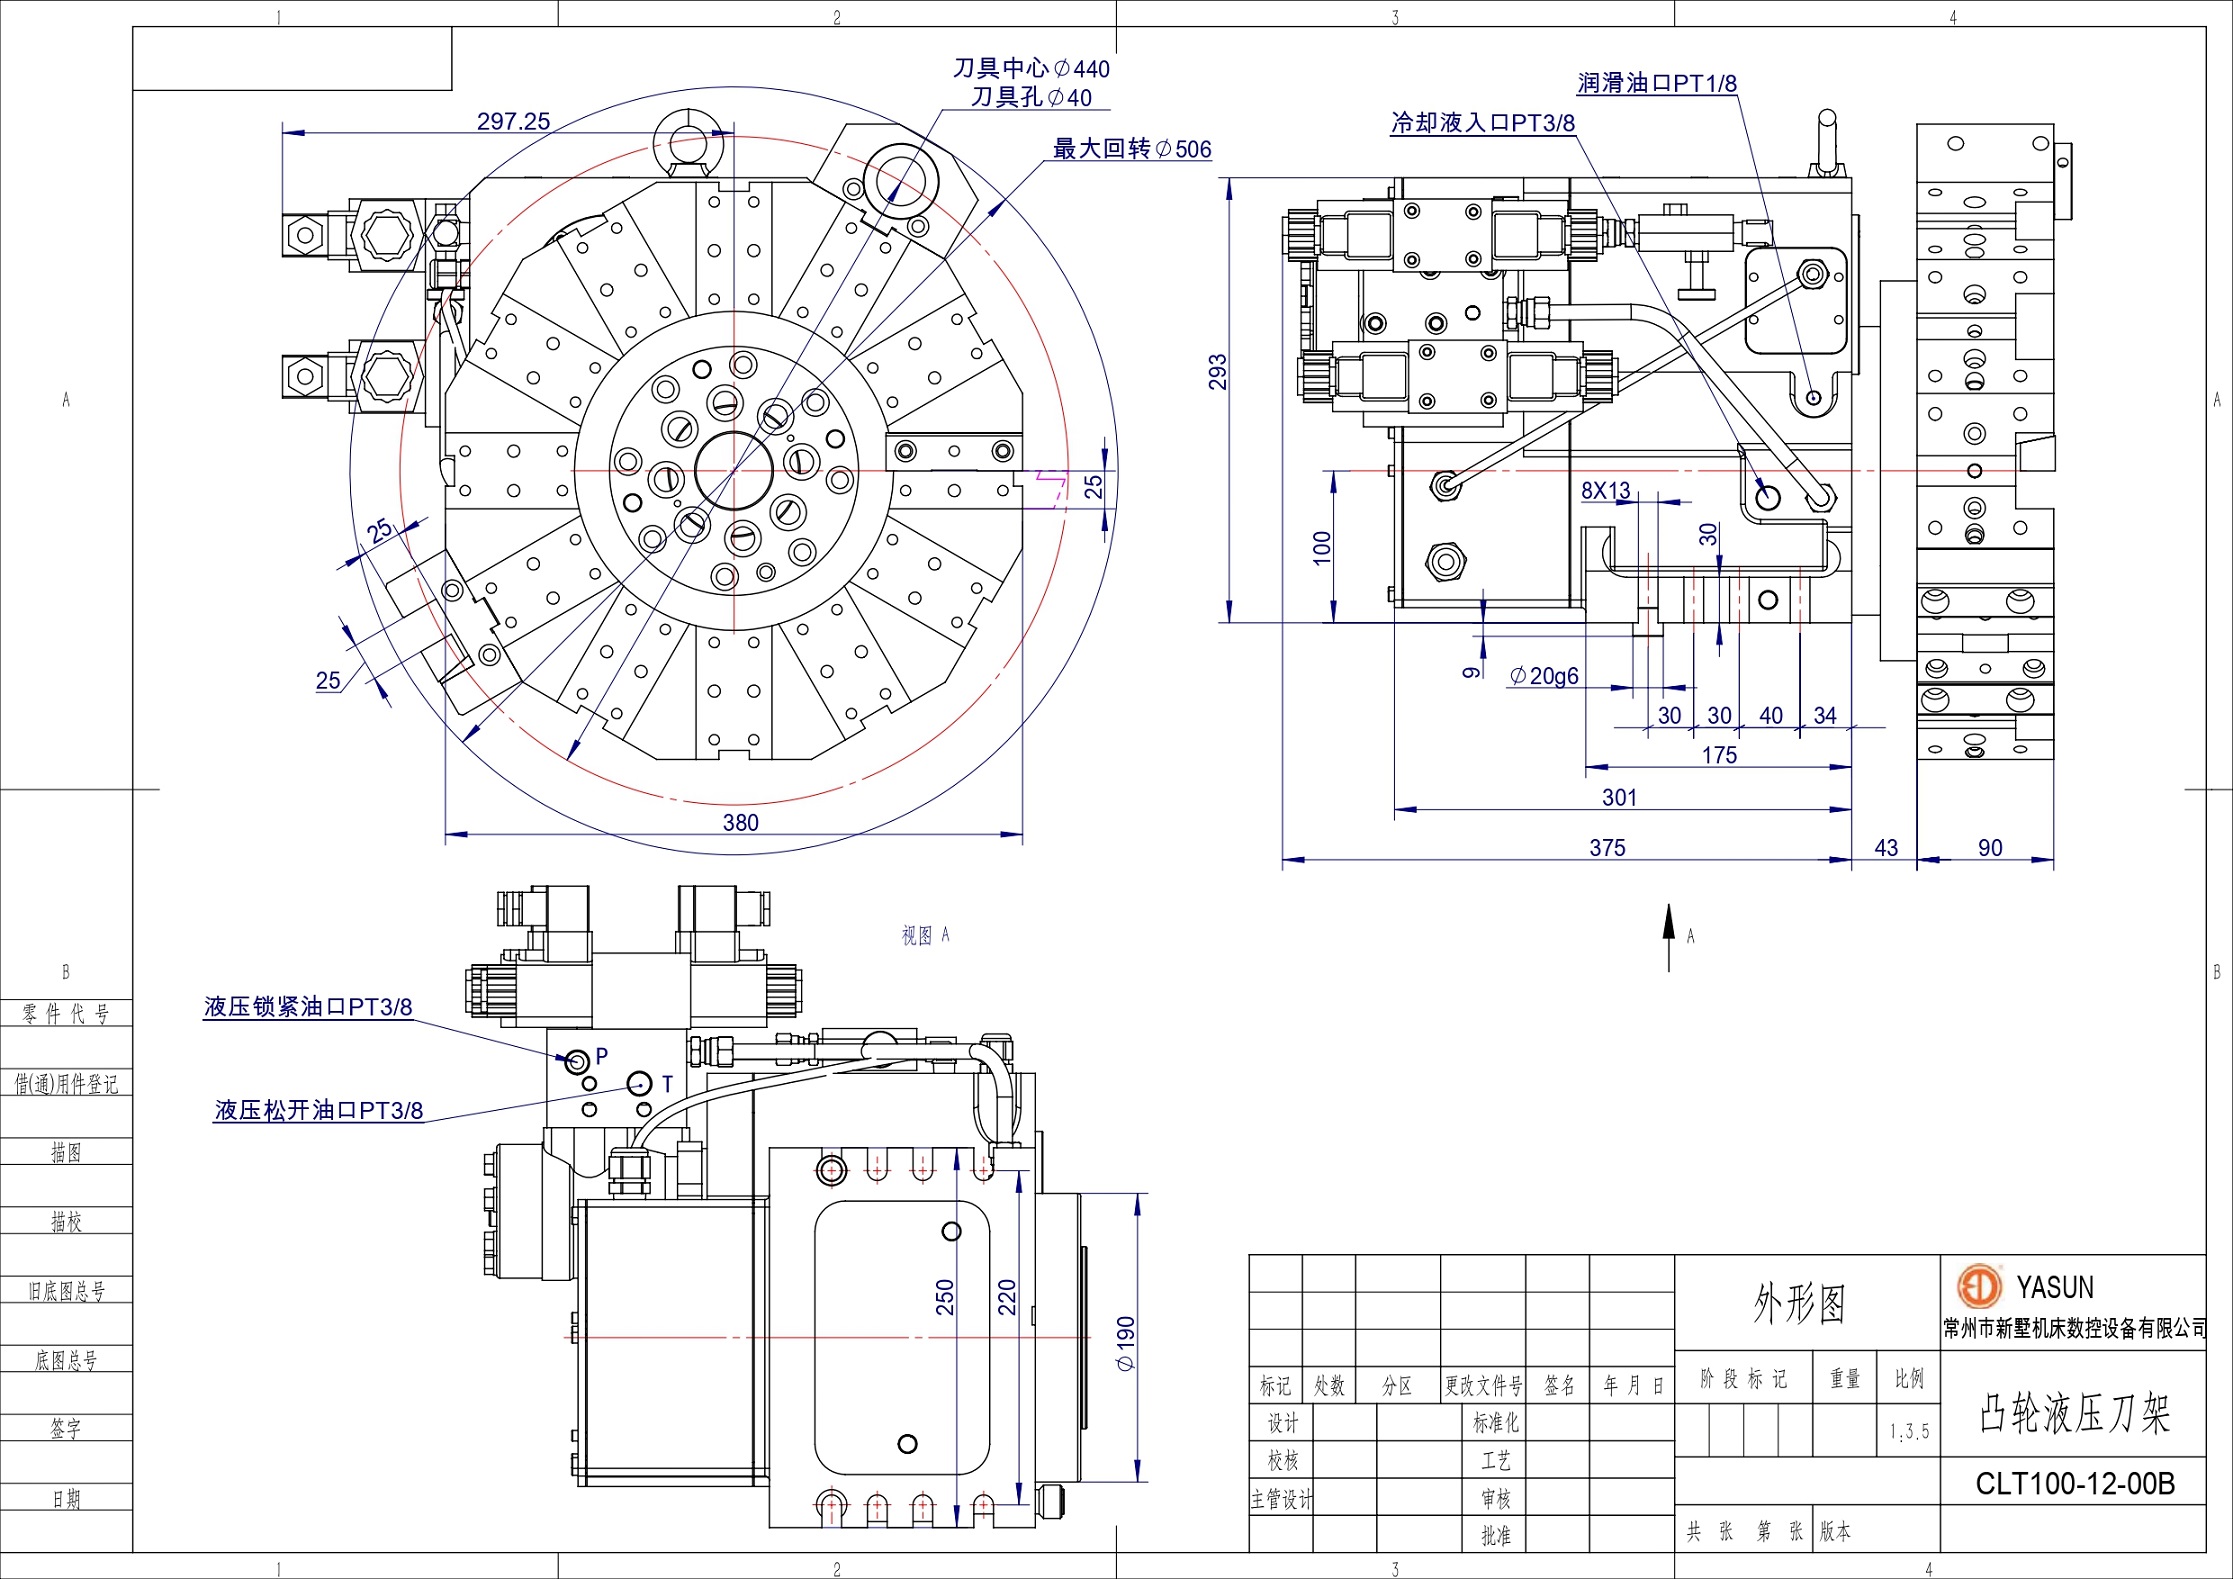 1
2
3
4
刀具中心∅440
刀具孔∅40
最大回转∅506
297.25
25
25
25
380
润滑油口PT1/8
冷却液入口PT3/8
293
100
8X13
30
9
∅20g6
30
30
40
34
175
301
375
43
90
A
A
A
视图 A
B
B
液压锁紧油口PT3/8
P
T
液压松开油口PT3/8
250
220
∅190
零件代号
借(通)用件登记
描图
描校
旧底图总号
底图总号
签字
日期
外形图
YASUN
常州市新墅机床数控设备有限公司
标记 处数 分区 更改文件号 签名 年月日
阶段标记 重量 比例
设计 标准化
1:3.5
凸轮液压刀架
校核 工艺
主管设计 审核
CLT100-12-00B
批准
共 张 第 张 版本
1
2
3
4